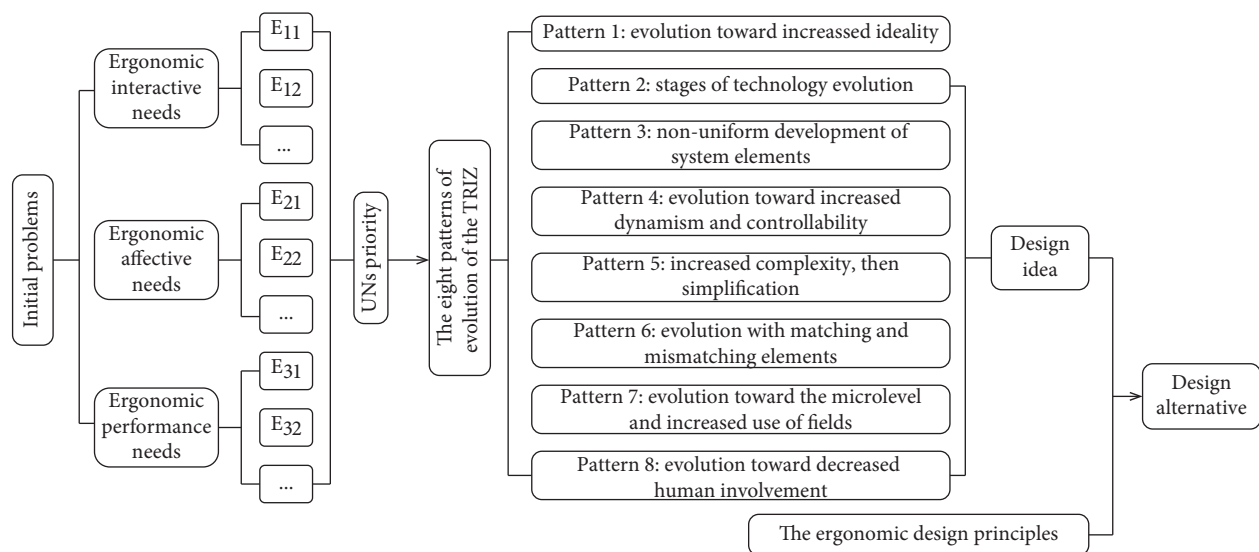 Initial problems
Ergonomic
interactive
needs
Ergonomic
affective needs
Ergonomic
performance
needs
E11
E12
...
E21
E22
...
E31
E32
...
UNs priority
The eight patterns of
evolution of the TRIZ
Pattern 1: evolution toward increassed ideality
Pattern 2: stages of technology evolution
Pattern 3: non-uniform development of
system elements
Pattern 4: evolution toward increased
dynamism and controllability
Pattern 5: increased complexity, then
simplification
Pattern 6: evolution with matching and
mismatching elements
Pattern 7: evolution toward the microlevel
and increased use of fields
Pattern 8: evolution toward decreased
human involvement
Design
idea
The ergonomic design principles
Design
alternative